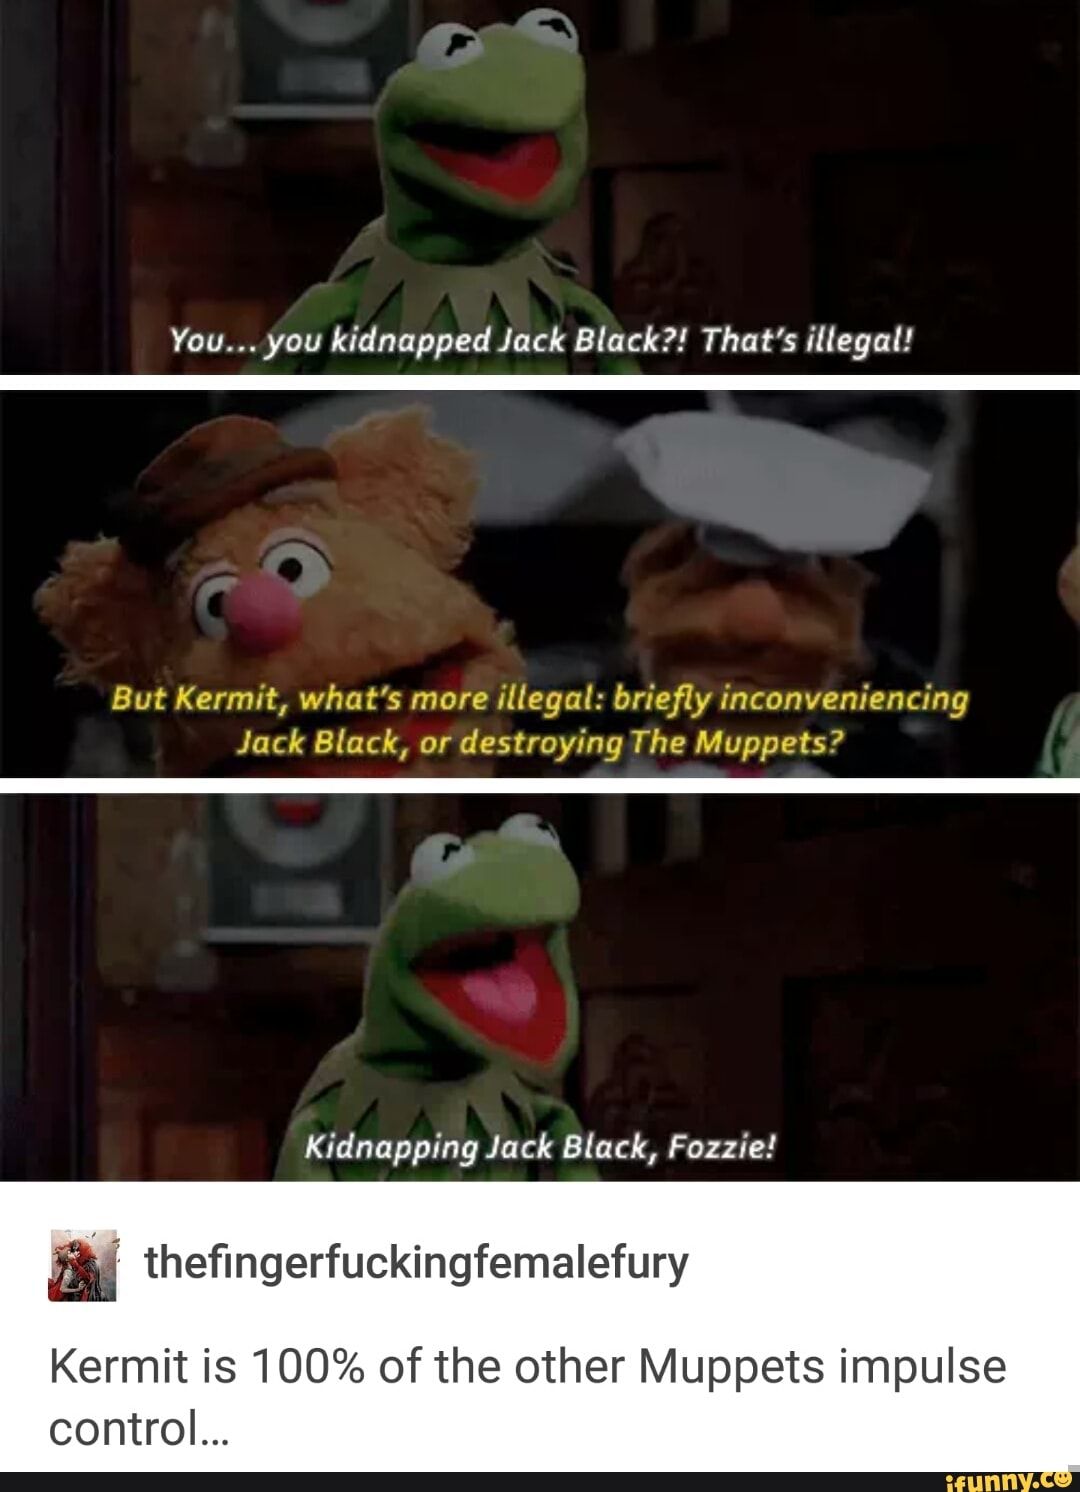 You... you kidnapped Jack Black?! That's illegal!
But Kermit, what's more illegal: briefly inconveniencing
Jack Black, or destroying The Muppets?
Kidnapping Jack Black, Fozzie!
thefingerfuckingfemalefury
Kermit is 100% of the other Muppets impulse
control...
ifunny.co